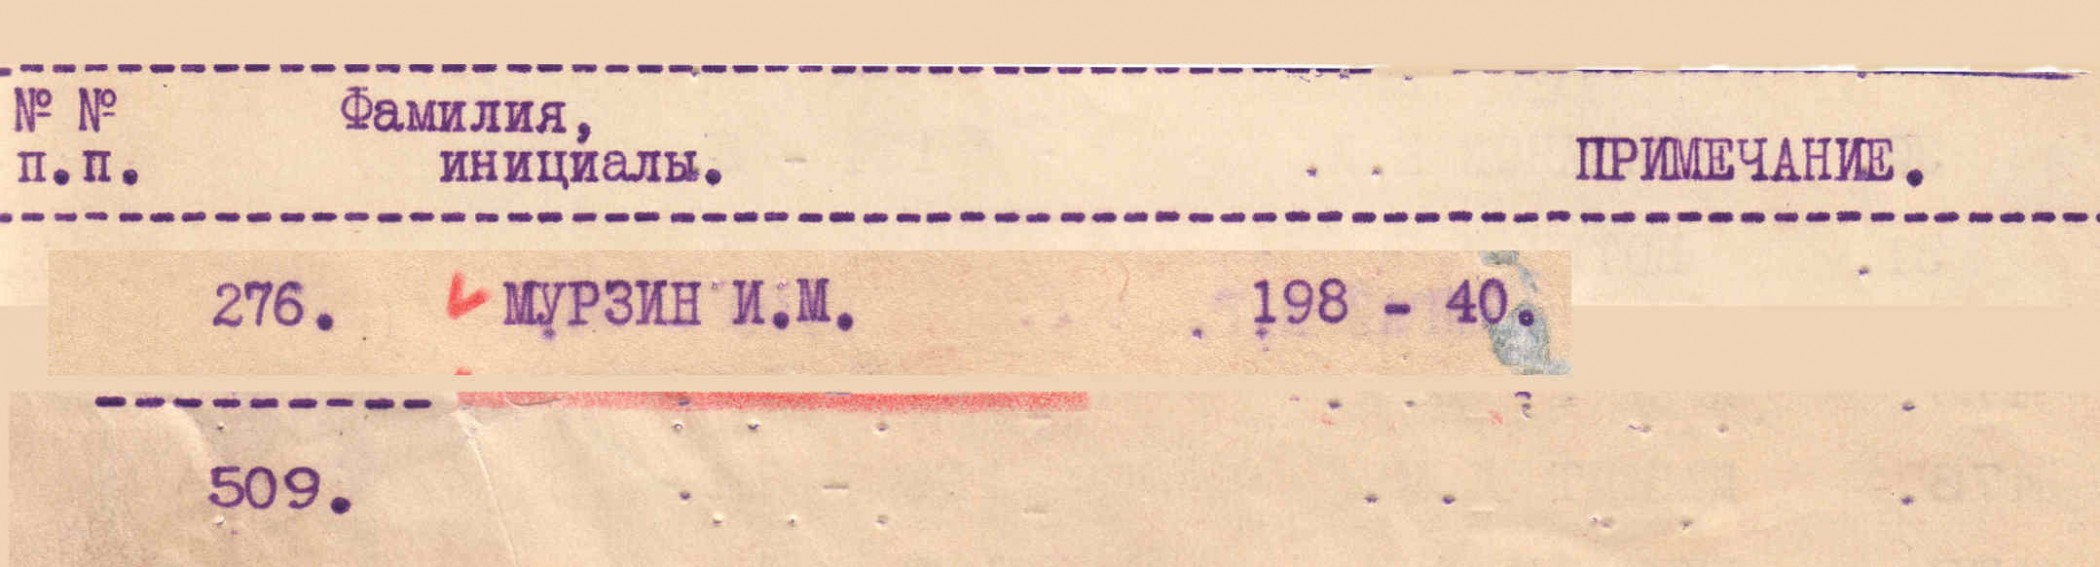 № № Фамилия,
п.п. инициалы. ПРИМЕЧАНИЕ.
276. МУРЗИН И.М. 198 - 40.
509.